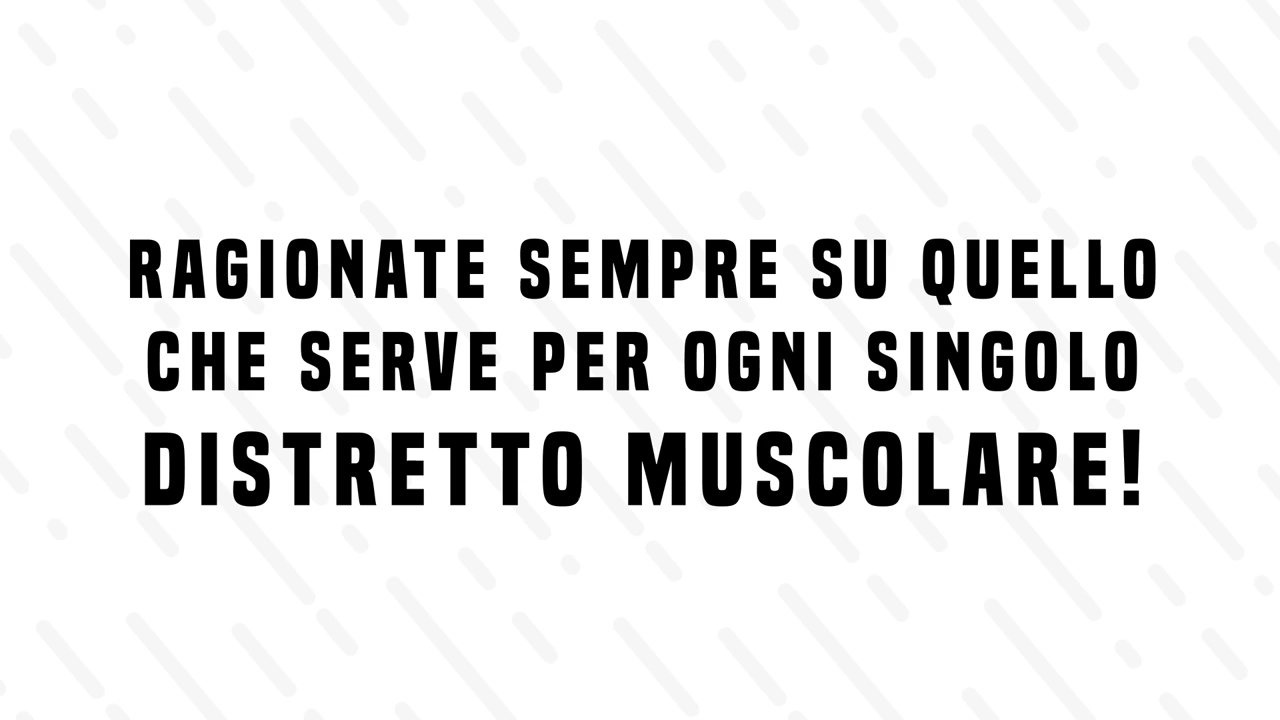 RAGIONATE SEMPRE SU QUELLO
CHE SERVE PER OGNI SINGOLO
DISTRETTO MUSCOLARE!